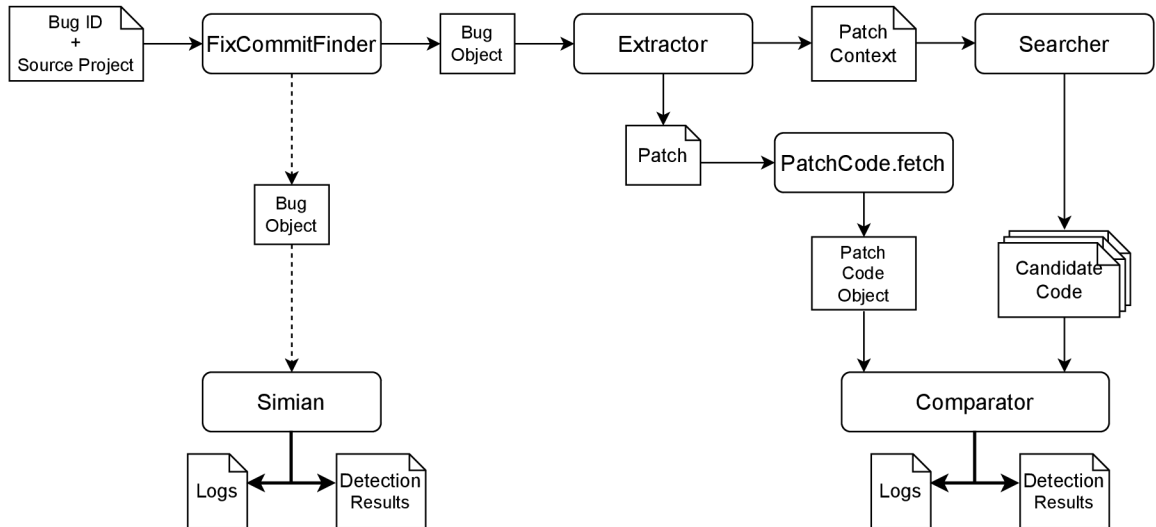 Bug ID
+
Source Project
FixCommitFinder
Bug
Object
Extractor
Patch
Context
Searcher
Patch
PatchCode.fetch
Bug
Object
Patch
Code
Object
Candidate
Code
Simian
Comparator
Logs
Detection
Results
Logs
Detection
Results